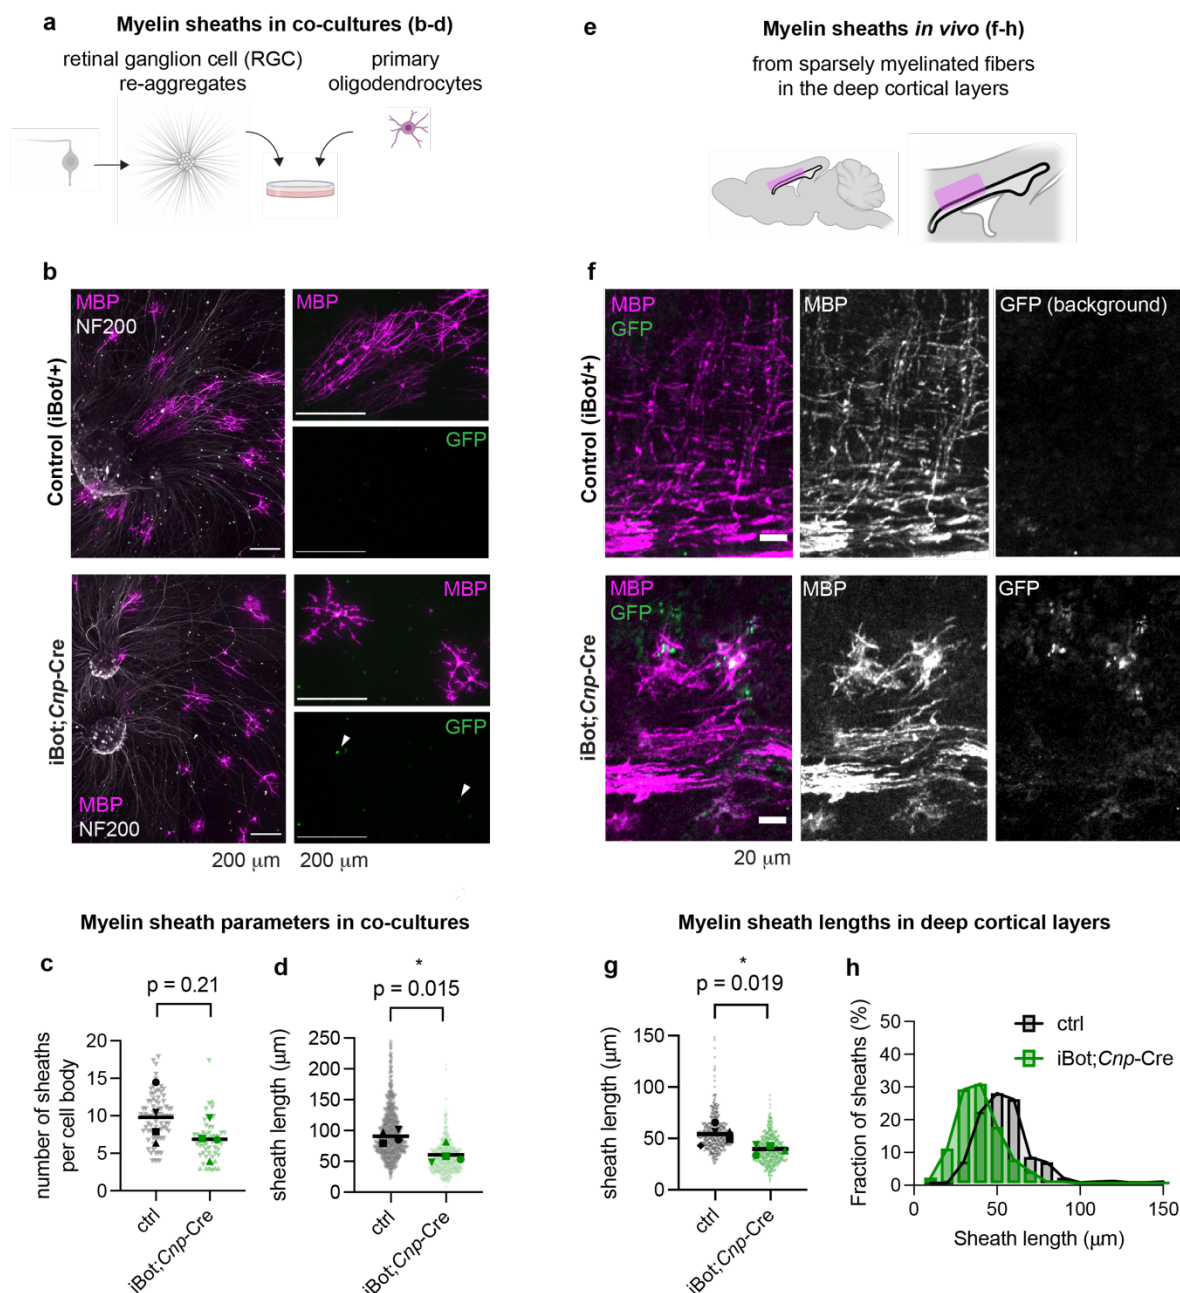 a
Myelin sheaths in co-cultures (b-d)
retinal ganglion cell (RGC)
re-aggregates
primary
oligodendrocytes
e
Myelin sheaths in vivo (f-h)
from sparsely myelinated fibers
in the deep cortical layers
b
Control (iBot/+)
MBP
NF200
MBP
GFP
iBot;Cnp-Cre
MBP
NF200
MBP
GFP
200 μm
200 μm
f
Control (iBot/+)
MBP
GFP
MBP
GFP (background)
iBot;Cnp-Cre
MBP
GFP
MBP
GFP
20 μm
Myelin sheath parameters in co-cultures
c
p = 0.21
number of sheaths
per cell body
20
15
10
5
0
ctrl
iBot;Cnp-Cre
d
*
p = 0.015
sheath length (μm)
250
200
150
100
50
0
ctrl
iBot;Cnp-Cre
Myelin sheath lengths in deep cortical layers
g
*
p = 0.019
sheath length (μm)
150
100
50
0
ctrl
iBot;Cnp-Cre
h
Fraction of sheaths (%)
50
40
30
20
10
0
ctrl
iBot;Cnp-Cre
0
50
100
150
Sheath length (μm)